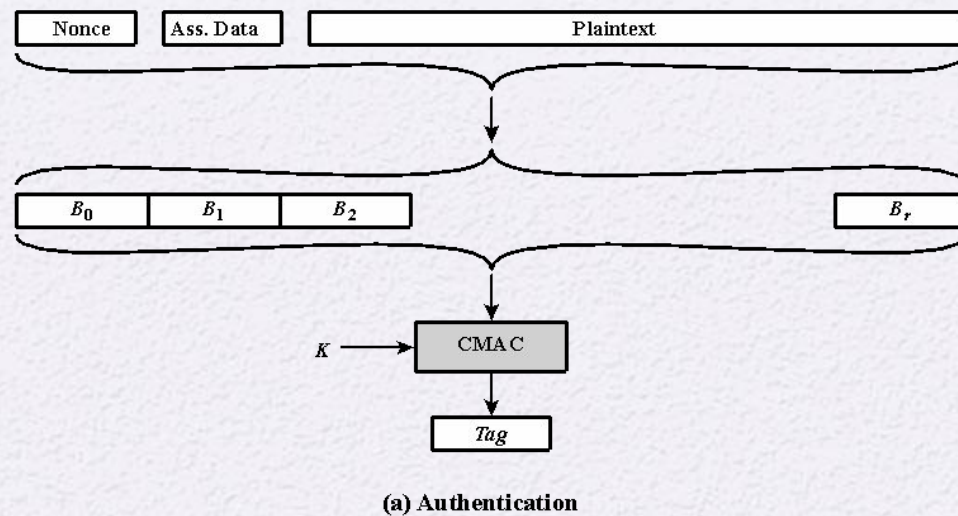 Nonce Ass. Data Plaintext
B0 B1 B2 Br
K CMAC
Tag
(a) Authentication